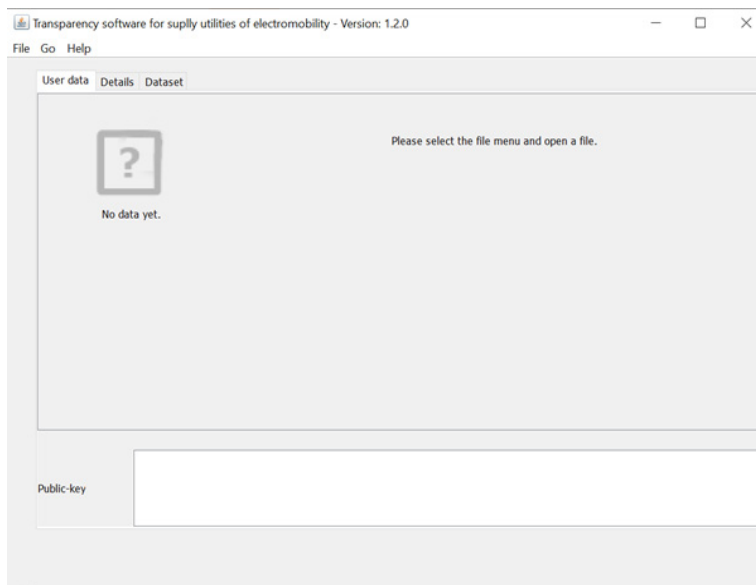 Transparency software for suplly utilities of electromobility - Version: 1.2.0
File Go Help
User data Details Dataset
Please select the file menu and open a file.
?
No data yet.
Public-key